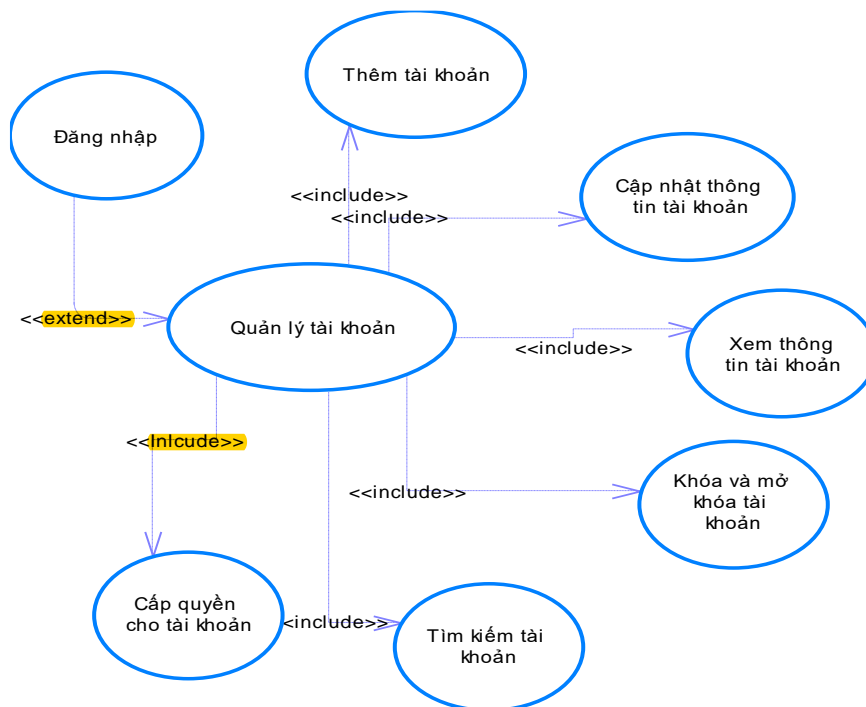 Thêm tài khoản
Đăng nhập
Cập nhật thông
tin tài khoản
<<include>>
<<include>>
<<extend>>
Quản lý tài khoản
<<include>>
Xem thông
tin tài khoản
<<Inlcude>>
<<include>>
Khóa và mở
khóa tài
khoản
Cấp quyền
cho tài khoản
<include>>
Tìm kiếm tài
khoản